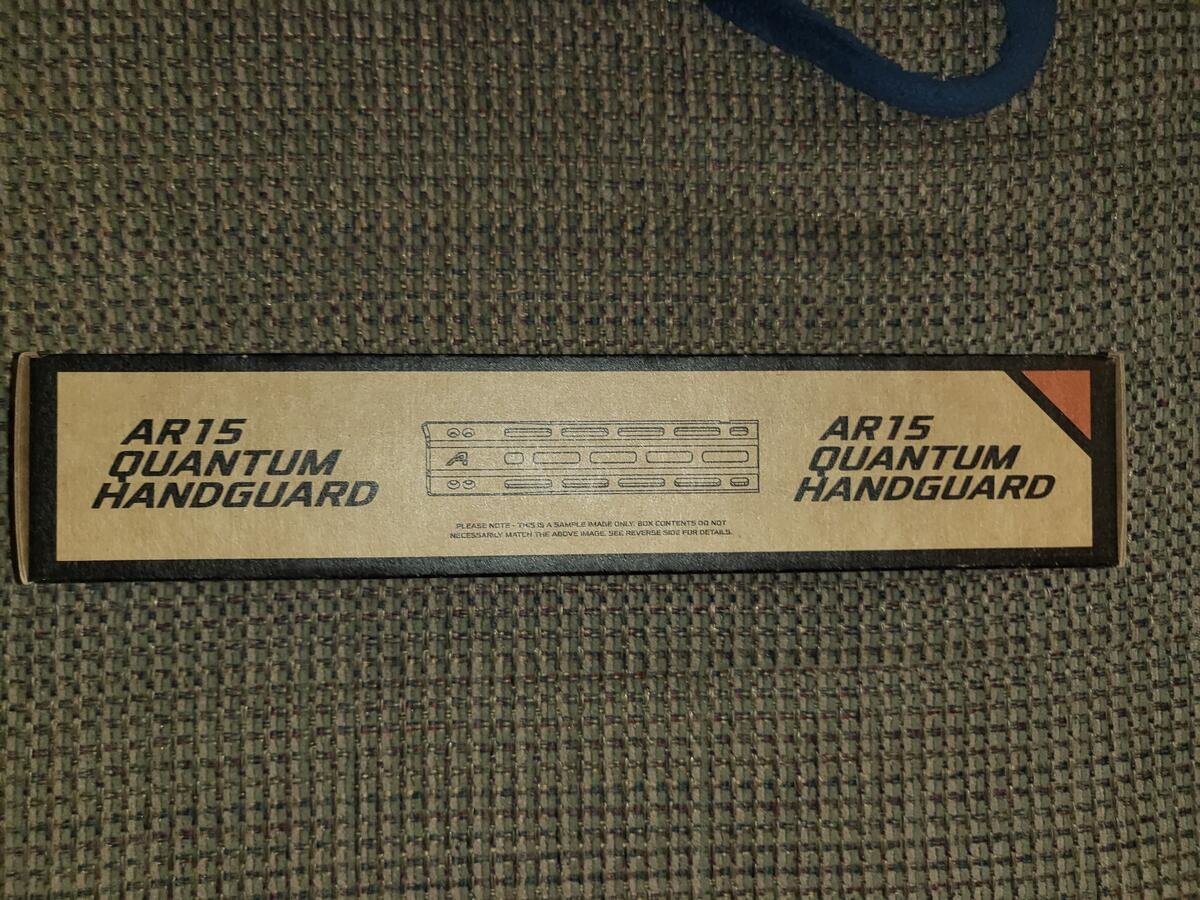 AR15
QUANTUM
HANDGUARD
PLEASE NOTE - THIS IS A SAMPLE IMAGE ONLY. BOX CONTENTS DO NOT
NECESSARILY MATCH THE ABOVE IMAGE. SEE REVERSE SIDE FOR DETAILS.
AR15
QUANTUM
HANDGUARD